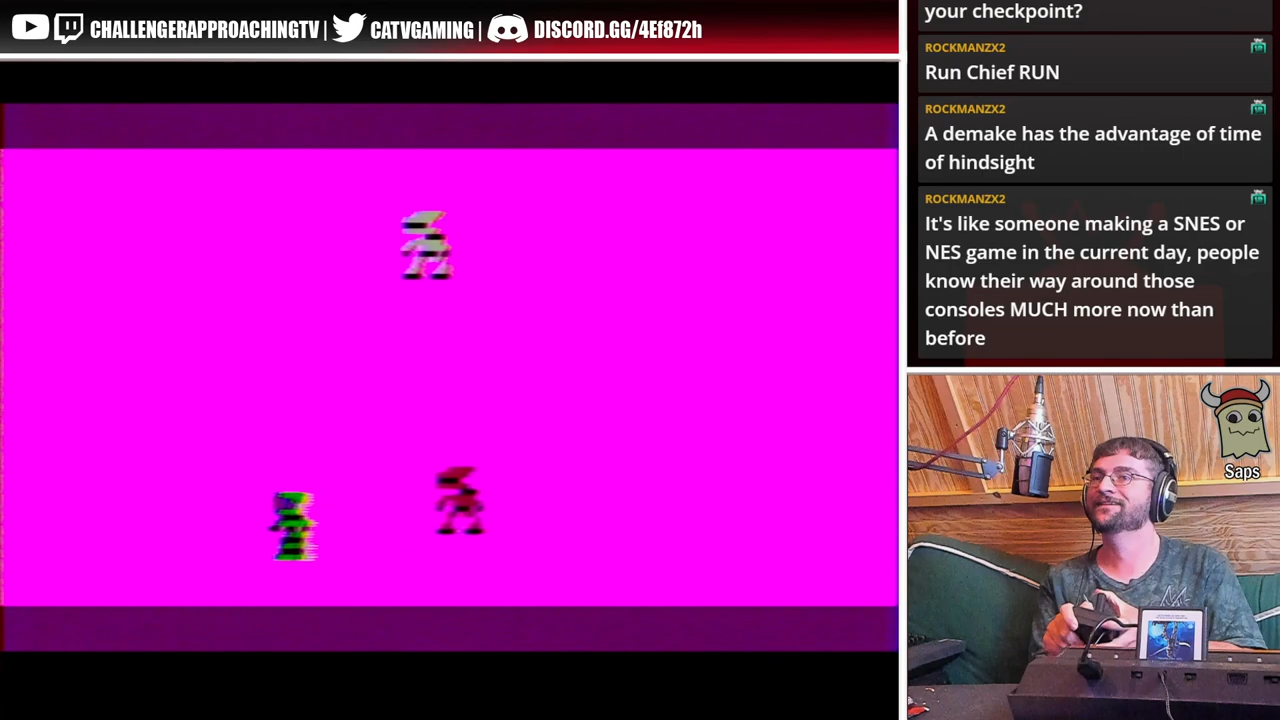 CHALLENGERAPPROACHINGTV | CATVGAMING | DISCORD.GG/4Ef872h
your checkpoint?
ROCKMANZX2
Run Chief RUN
ROCKMANZX2
A demake has the advantage of time
of hindsight
ROCKMANZX2
It's like someone making a SNES or
NES game in the current day, people
know their way around those
consoles MUCH more now than
before
Saps